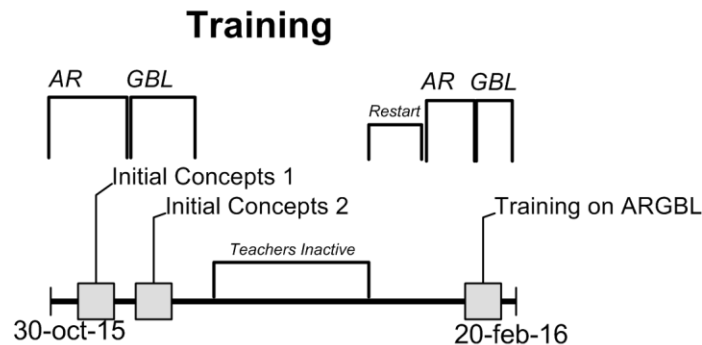 Training
AR GBL
AR GBL
Restart
Initial Concepts 1
Initial Concepts 2
Training on ARGBL
Teachers Inactive
30-oct-15
20-feb-16